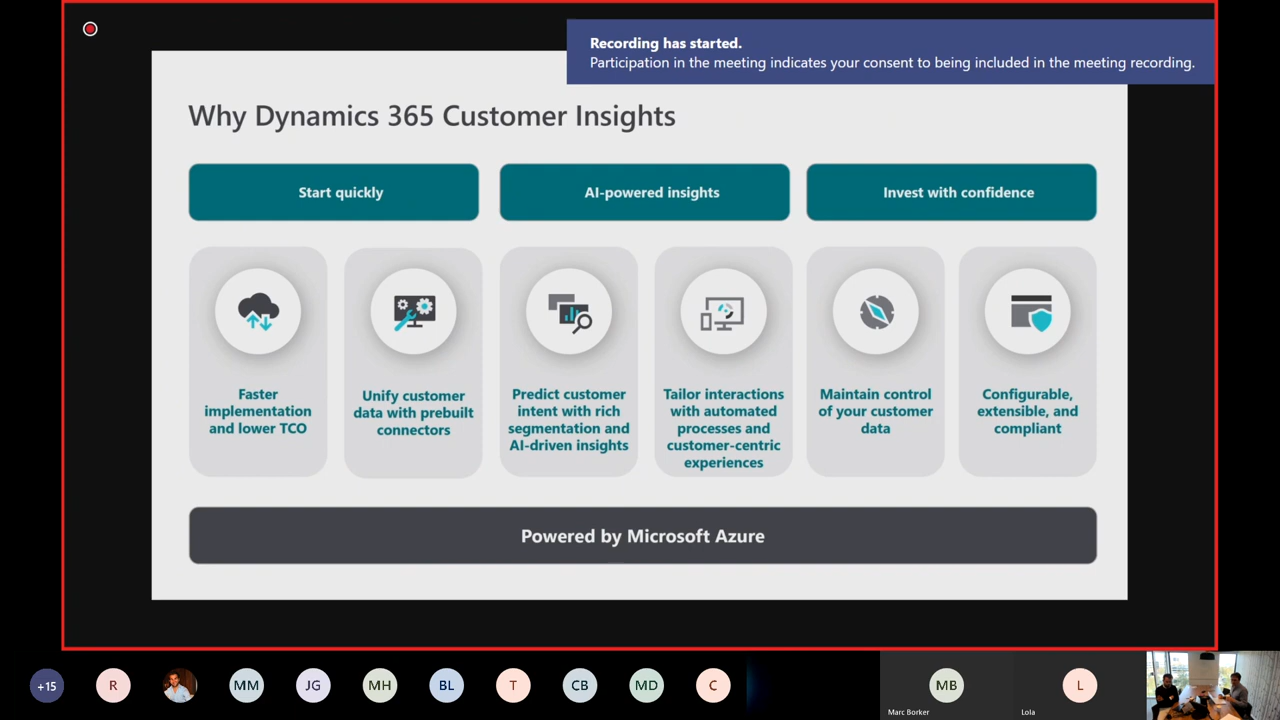 Recording has started.
Participation in the meeting indicates your consent to being included in the meeting recording.
Why Dynamics 365 Customer Insights
Start quickly
AI-powered insights
Invest with confidence
Faster
implementation
and lower TCO
Unify customer
data with prebuilt
connectors
Predict customer
intent with rich
segmentation and
AI-driven insights
Tailor interactions
with automated
processes and
customer-centric
experiences
Maintain control
of your customer
data
Configurable,
extensible, and
compliant
Powered by Microsoft Azure
+15
R
MM
JG
MH
BL
T
CB
MD
C
MB
Marc Borker
L
Lola